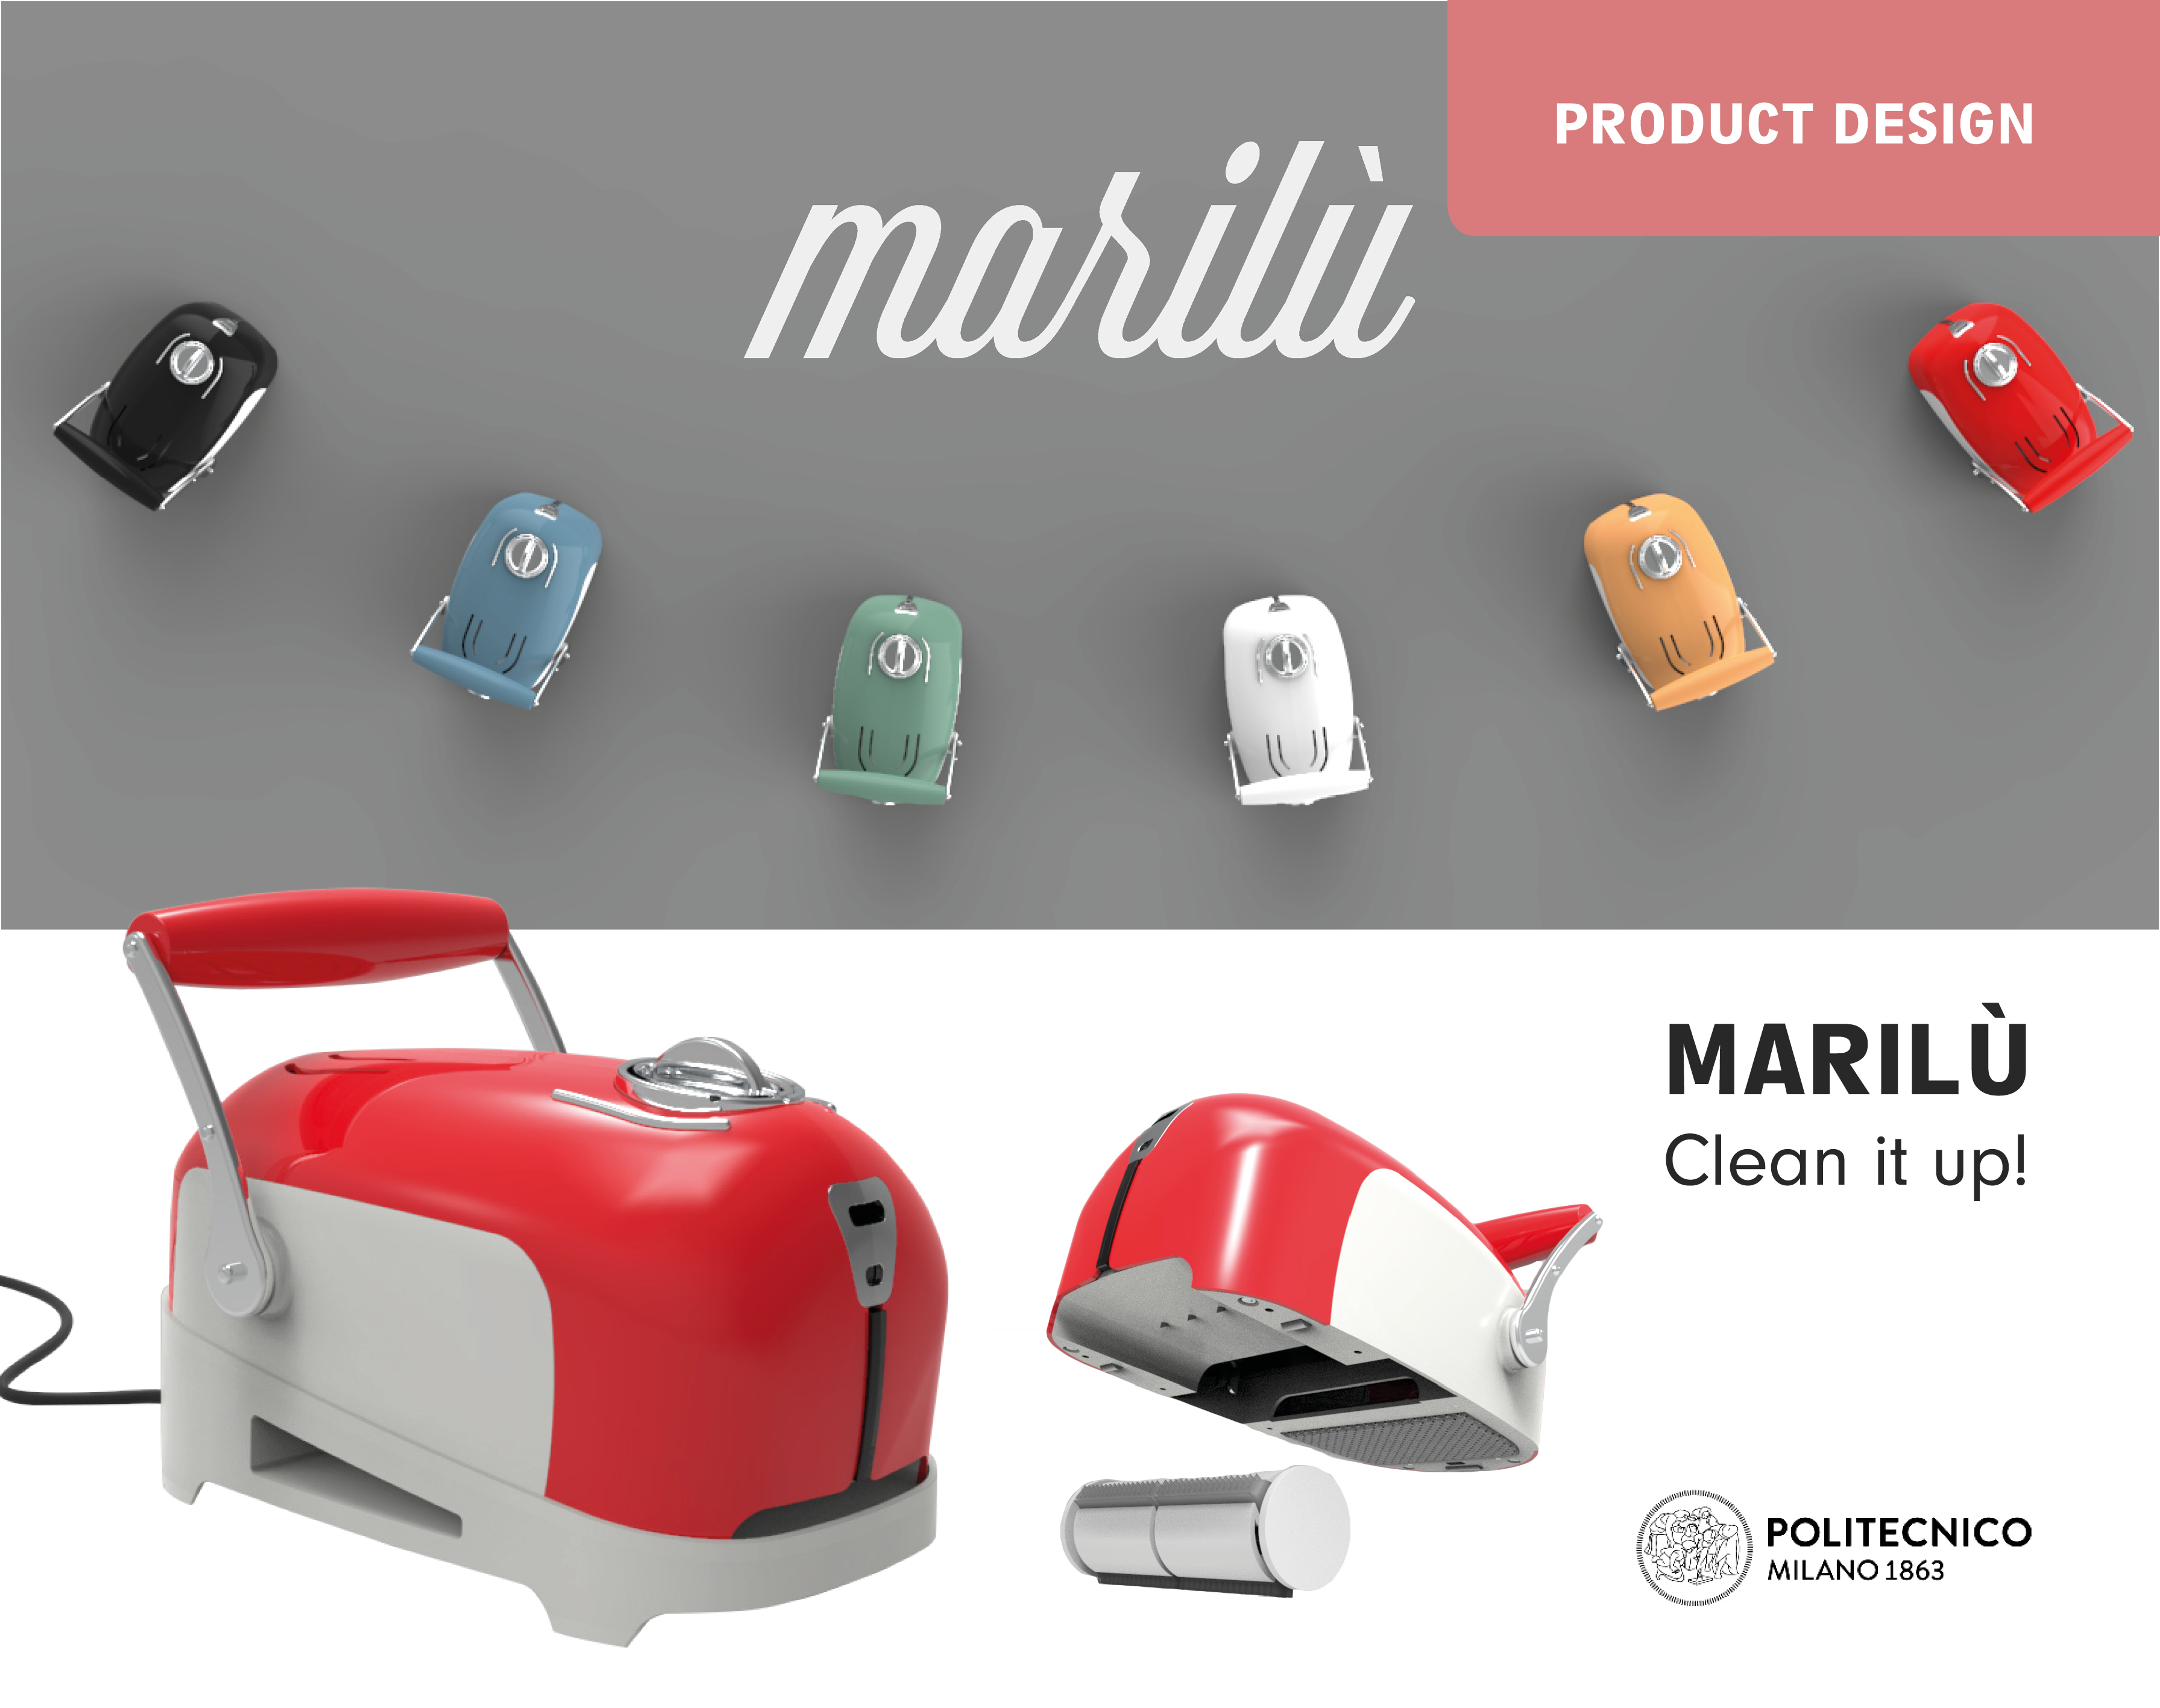 PRODUCT DESIGN
marilù
MARILÙ
Clean it up!
POLITECNICO
MILANO 1863